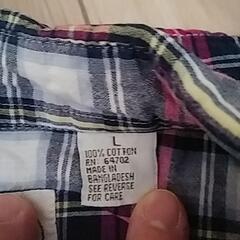 L
100% COTTON
RN: 64702
MADE IN
BANGLADESH
SEE REVERSE
FOR CARE